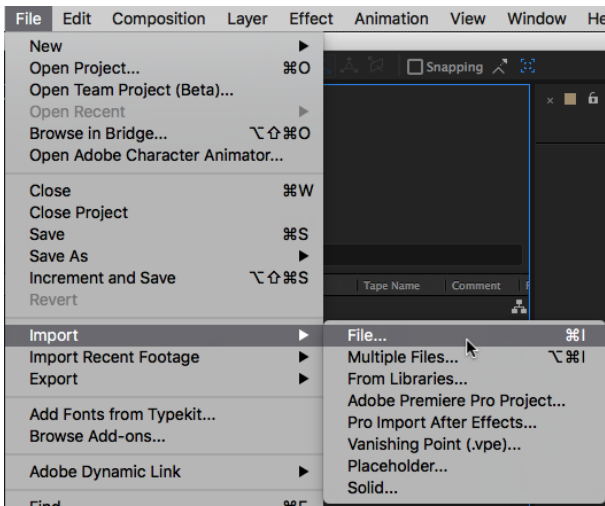 File Edit Composition Layer Effect Animation View Window He
New ▶
Open Project... ⌘O
Snapping
Open Team Project (Beta)...
Open Recent ▶
Browse in Bridge... ⌥⇧⌘O
Open Adobe Character Animator...
Close ⌘W
Close Project
Save ⌘S
Save As ▶
Increment and Save ⌥⇧⌘S
Tape Name Comment
Revert
Import ▶
File... ⌘I
Import Recent Footage ▶
Multiple Files... ⌥⌘I
Export ▶
From Libraries...
Adobe Premiere Pro Project...
Add Fonts from Typekit...
Pro Import After Effects...
Browse Add-ons...
Vanishing Point (.vpe)...
Adobe Dynamic Link ▶
Placeholder...
Solid...
Find ⌘F